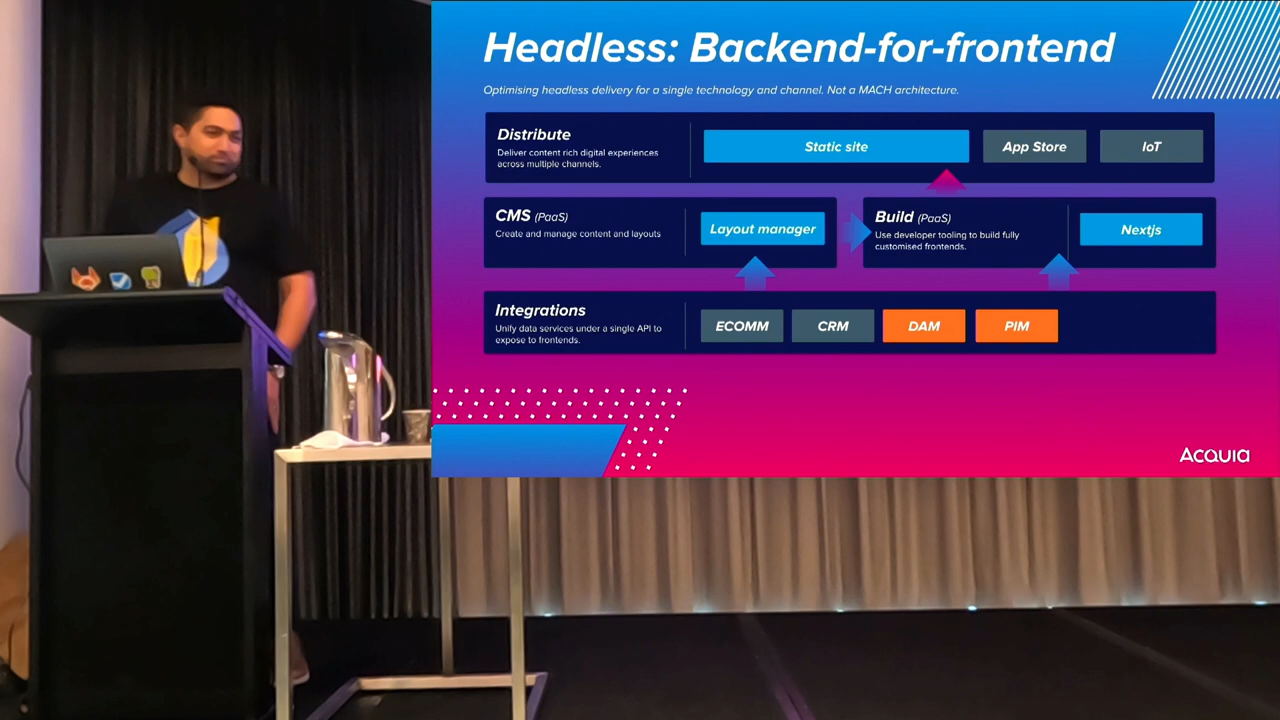 Headless: Backend-for-frontend
Optimising headless delivery for a single technology and channel. Not a MACH architecture.
Distribute
Deliver content rich digital experiences
across multiple channels.
Static site
App Store
IoT
CMS (PaaS)
Create and manage content and layouts
Layout manager
Build (PaaS)
Use developer tooling to build fully
customised frontends.
Nextjs
Integrations
Unify data services under a single API to
expose to frontends.
ECOMM
CRM
DAM
PIM
Acquia